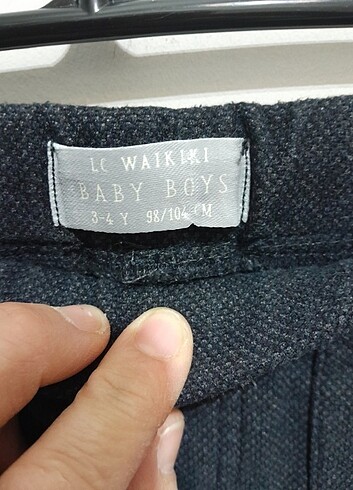 LC WAIKIKI
BABY BOYS
3-4 Y 98/104 CM